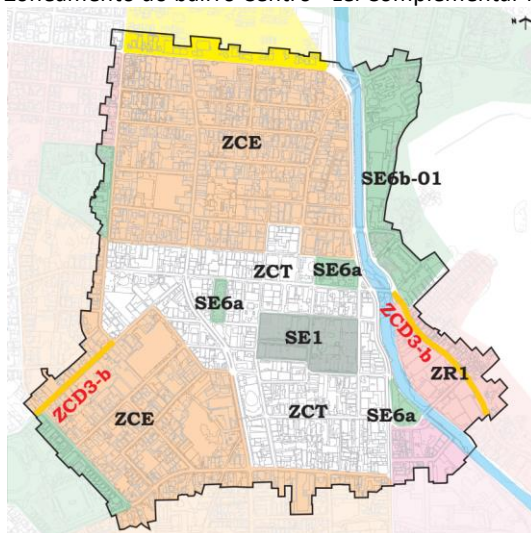 Zoneamento do bairro Centro - Lei Complementar
N
ZCE
SE6b-01
ZCT
SE6a
SE6a
SE1
ZCD3-b
ZR1
ZCD3-b
ZCE
ZCT
SE6a